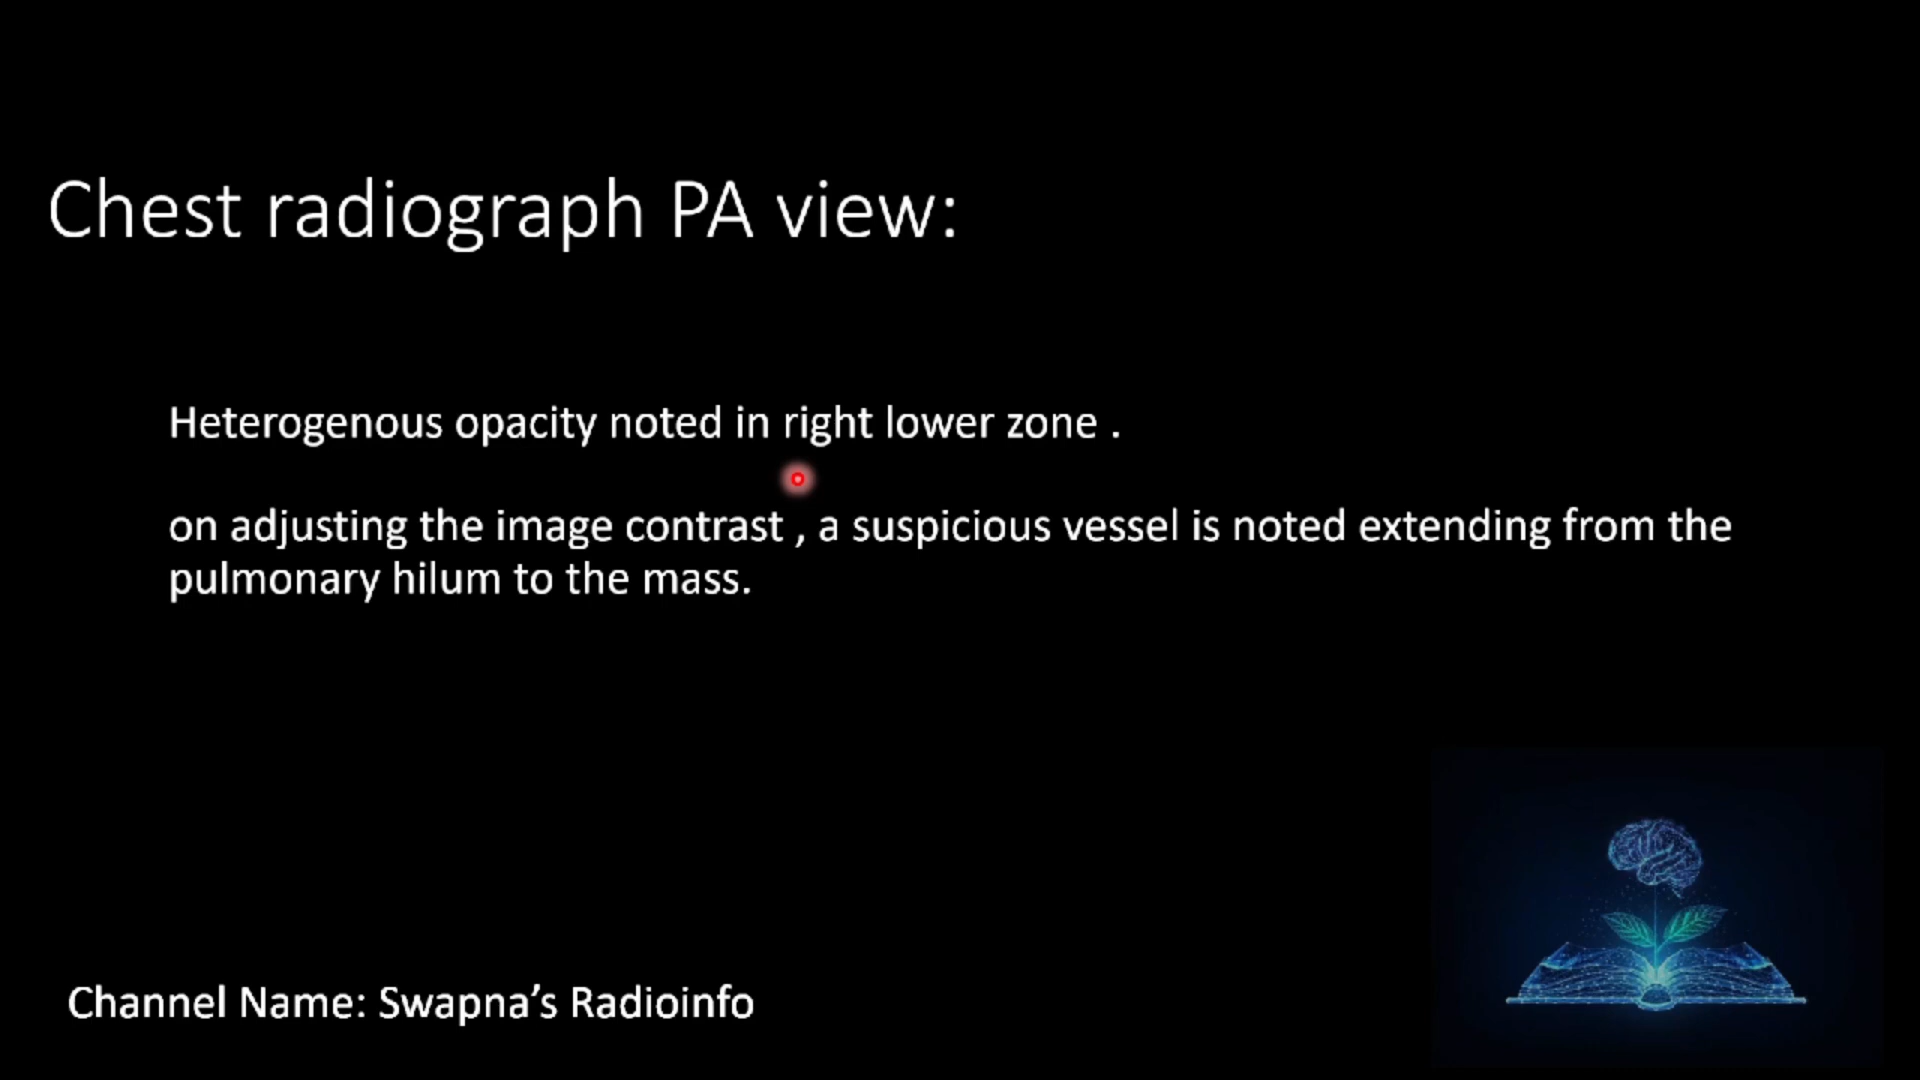 Chest radiograph PA view:
Heterogenous opacity noted in right lower zone .
on adjusting the image contrast , a suspicious vessel is noted extending from the
pulmonary hilum to the mass.
Channel Name: Swapna’s Radioinfo